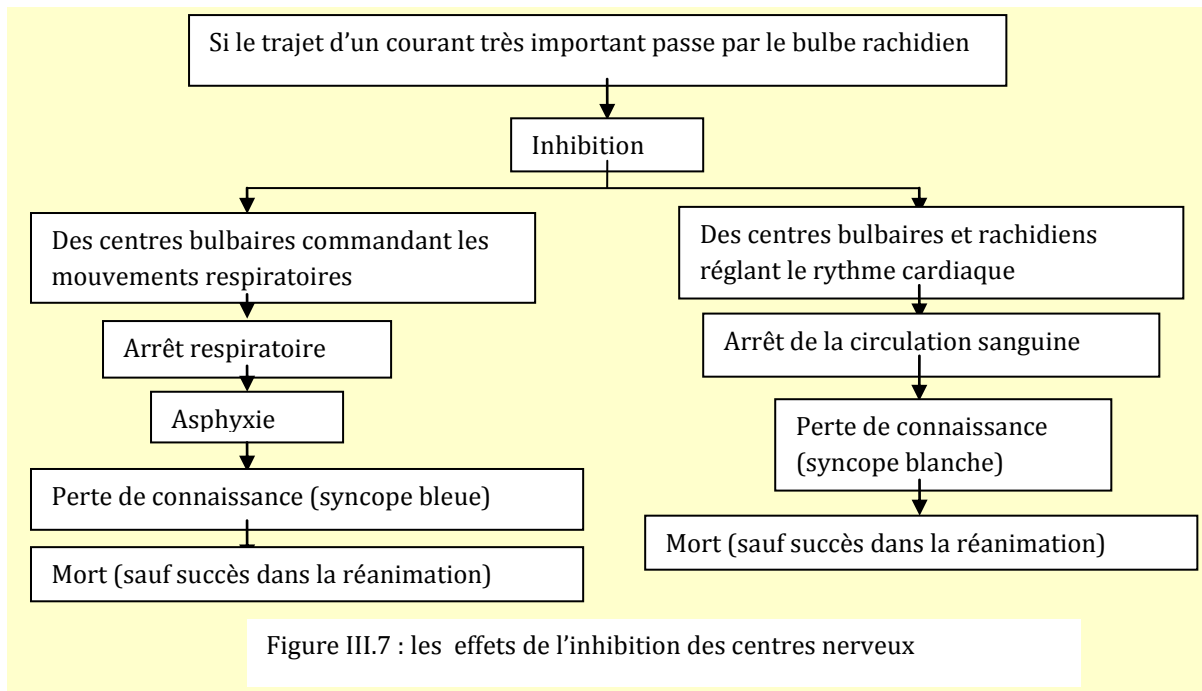 Si le trajet d'un courant très important passe par le bulbe rachidien
Inhibition
Des centres bulbaires commandant les
mouvements respiratoires
Arrêt respiratoire
Asphyxie
Perte de connaissance (syncope bleue)
Mort (sauf succès dans la réanimation)
Des centres bulbaires et rachidiens
réglant le rythme cardiaque
Arrêt de la circulation sanguine
Perte de connaissance
(syncope blanche)
Mort (sauf succès dans la réanimation)
Figure III.7 : les effets de l'inhibition des centres nerveux